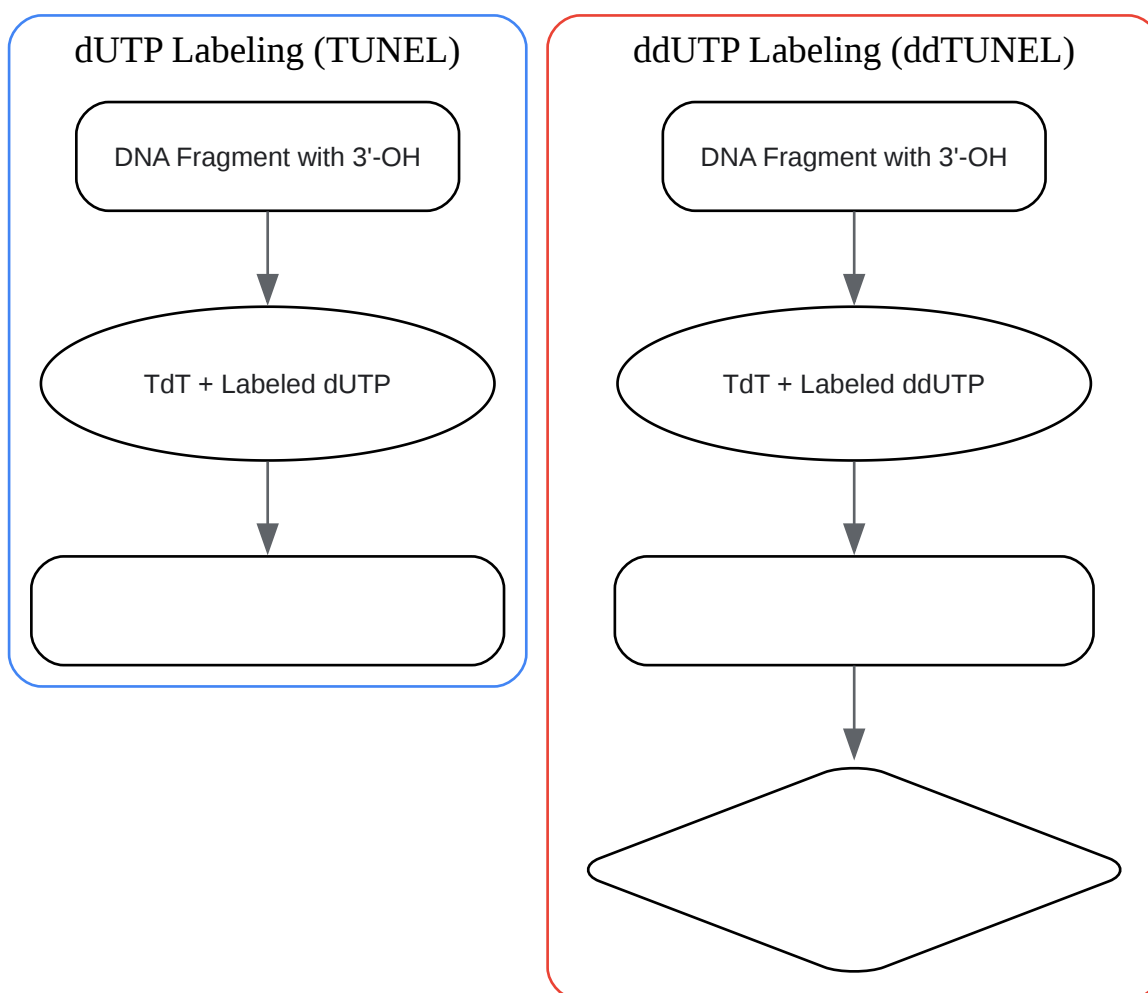 dUTP Labeling (TUNEL)
DNA Fragment with 3'-OH
TdT + Labeled dUTP
ddUTP Labeling (ddTUNEL)
DNA Fragment with 3'-OH
TdT + Labeled ddUTP